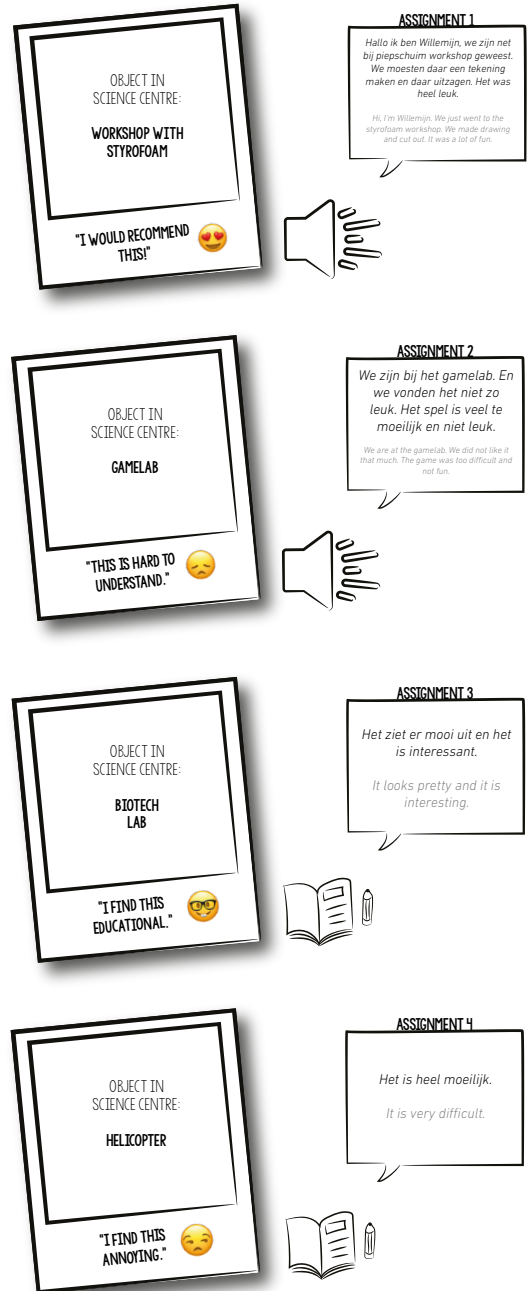 ASSIGNMENT 1
OBJECT IN
SCIENCE CENTRE:
WORKSHOP WITH
STYROFOAM
"I WOULD RECOMMEND
THIS!"
Hallo ik ben Willemijn, we zijn net
bij piepschuim workshop geweest.
We moesten daar een tekening
maken en daar uitzagen. Het was
heel leuk.
Hi, I'm Willemijn. We just went to the
styrofoam workshop. We made drawing
and cut out. It was a lot of fun.
ASSIGNMENT 2
OBJECT IN
SCIENCE CENTRE:
GAMELAB
"THIS IS HARD TO
UNDERSTAND."
We zijn bij het gamelab. En
we vonden het niet zo
leuk. Het spel is veel te
moeilijk en niet leuk.
We are at the gamelab. We did not like it
that much. The game was too difficult and
not fun.
ASSIGNMENT 3
OBJECT IN
SCIENCE CENTRE:
BIOTECH
LAB
"I FIND THIS
EDUCATIONAL."
Het ziet er mooi uit en het
is interessant.
It looks pretty and it is
interesting.
ASSIGNMENT 4
OBJECT IN
SCIENCE CENTRE:
HELICOPTER
"I FIND THIS
ANNOYING."
Het is heel moeilijk.
It is very difficult.